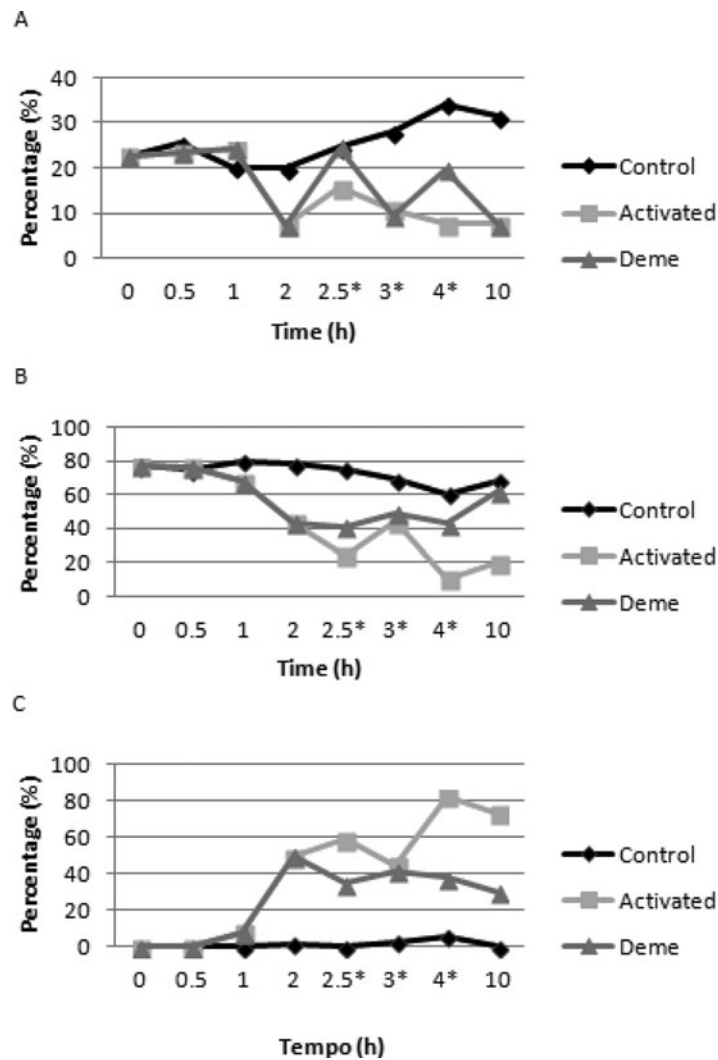 A
Percentage (%)
40
30
20
10
0
0 0.5 1 2 2.5* 3* 4* 10
Time (h)
Control
Activated
Deme
B
Percentage (%)
100
80
60
40
20
0
0 0.5 1 2 2.5* 3* 4* 10
Time (h)
Control
Activated
Deme
C
Percentage (%)
100
80
60
40
20
0
0 0.5 1 2 2.5* 3* 4* 10
Tempo (h)
Control
Activated
Deme